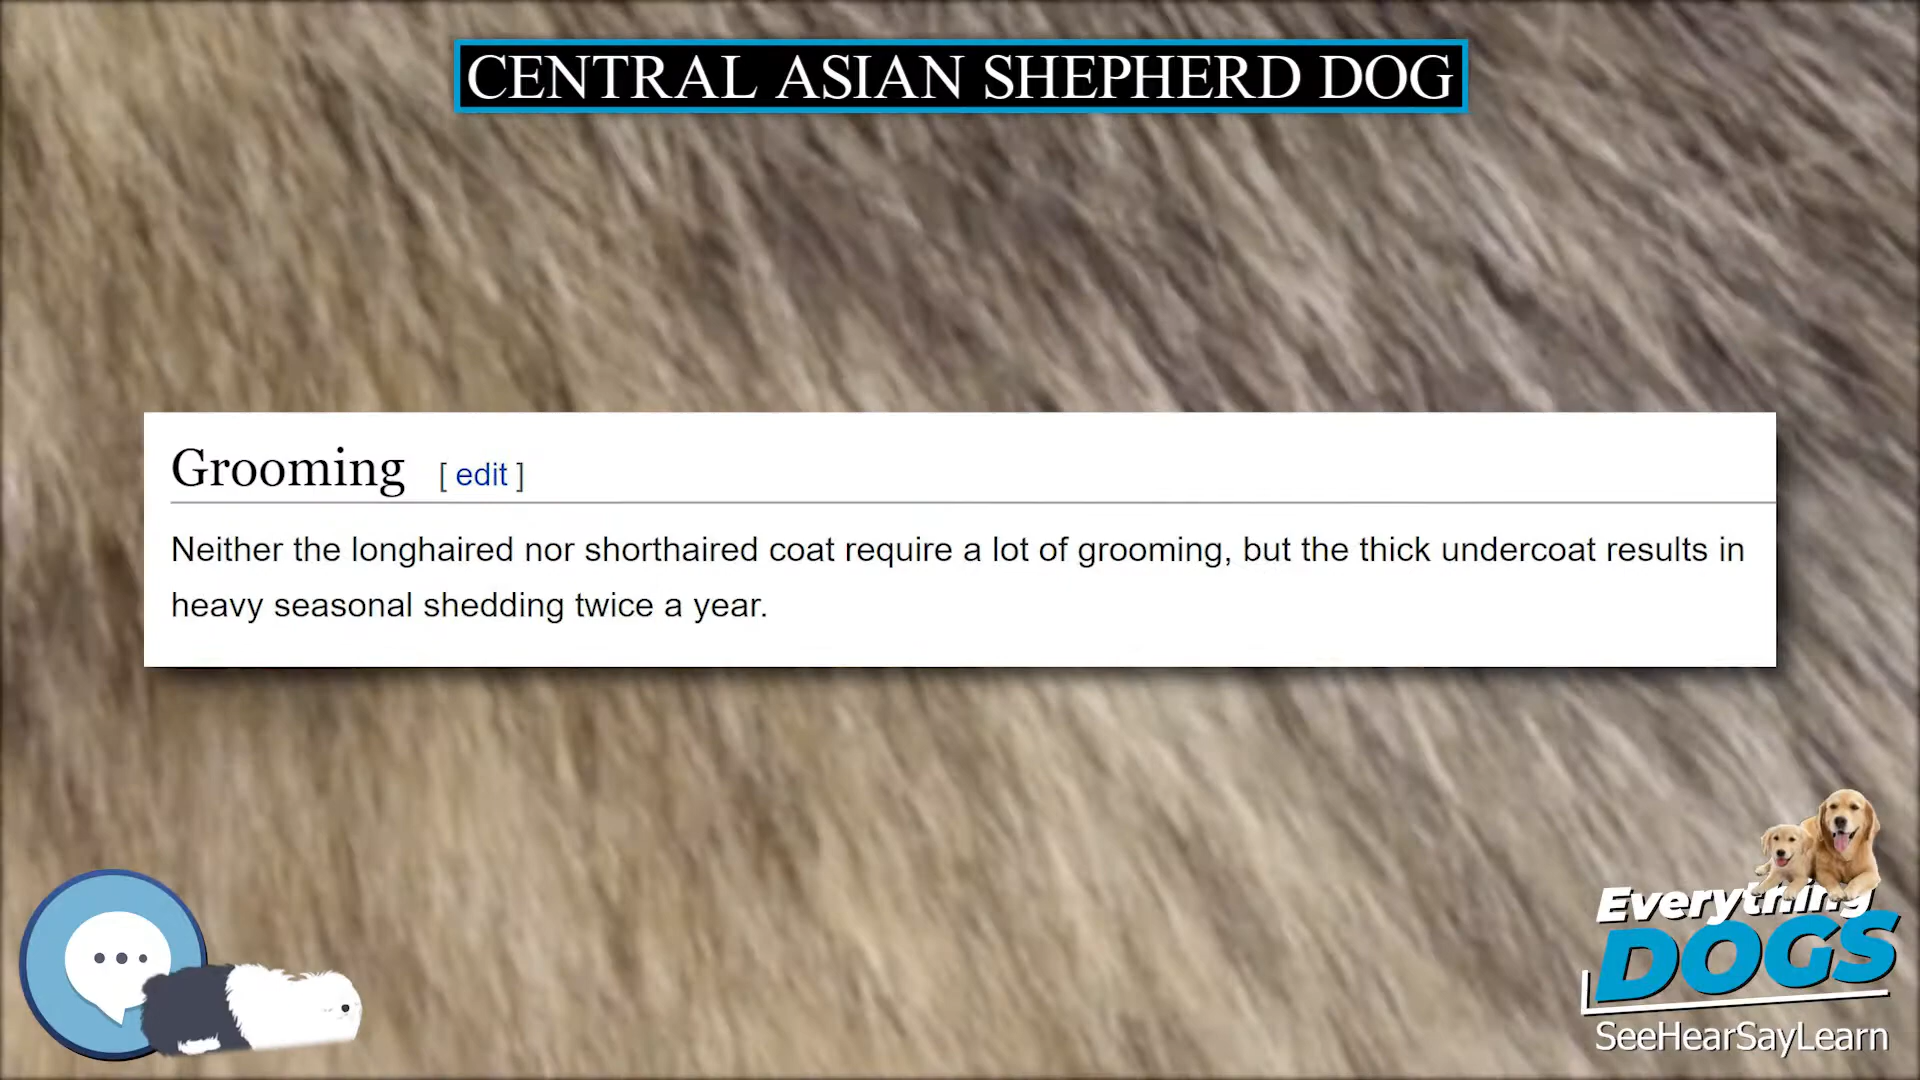 CENTRAL ASIAN SHEPHERD DOG
Grooming [ edit ]
Neither the longhaired nor shorthaired coat require a lot of grooming, but the thick undercoat results in
heavy seasonal shedding twice a year.
Everything
DOGS
SeeHearSayLearn